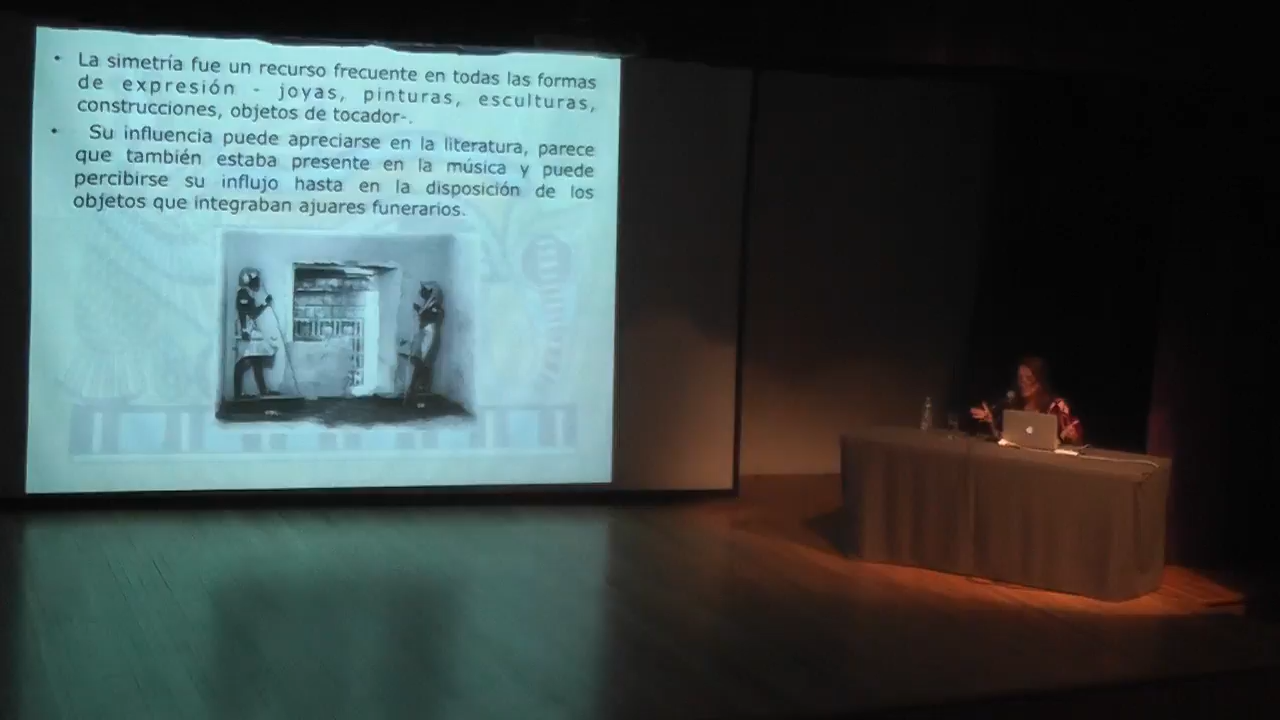 • La simetría fue un recurso frecuente en todas las formas
de expresión - joyas, pinturas, esculturas,
construcciones, objetos de tocador-.
• Su influencia puede apreciarse en la literatura, parece
que también estaba presente en la música y puede
percibirse su influjo hasta en la disposición de los
objetos que integraban ajuares funerarios.